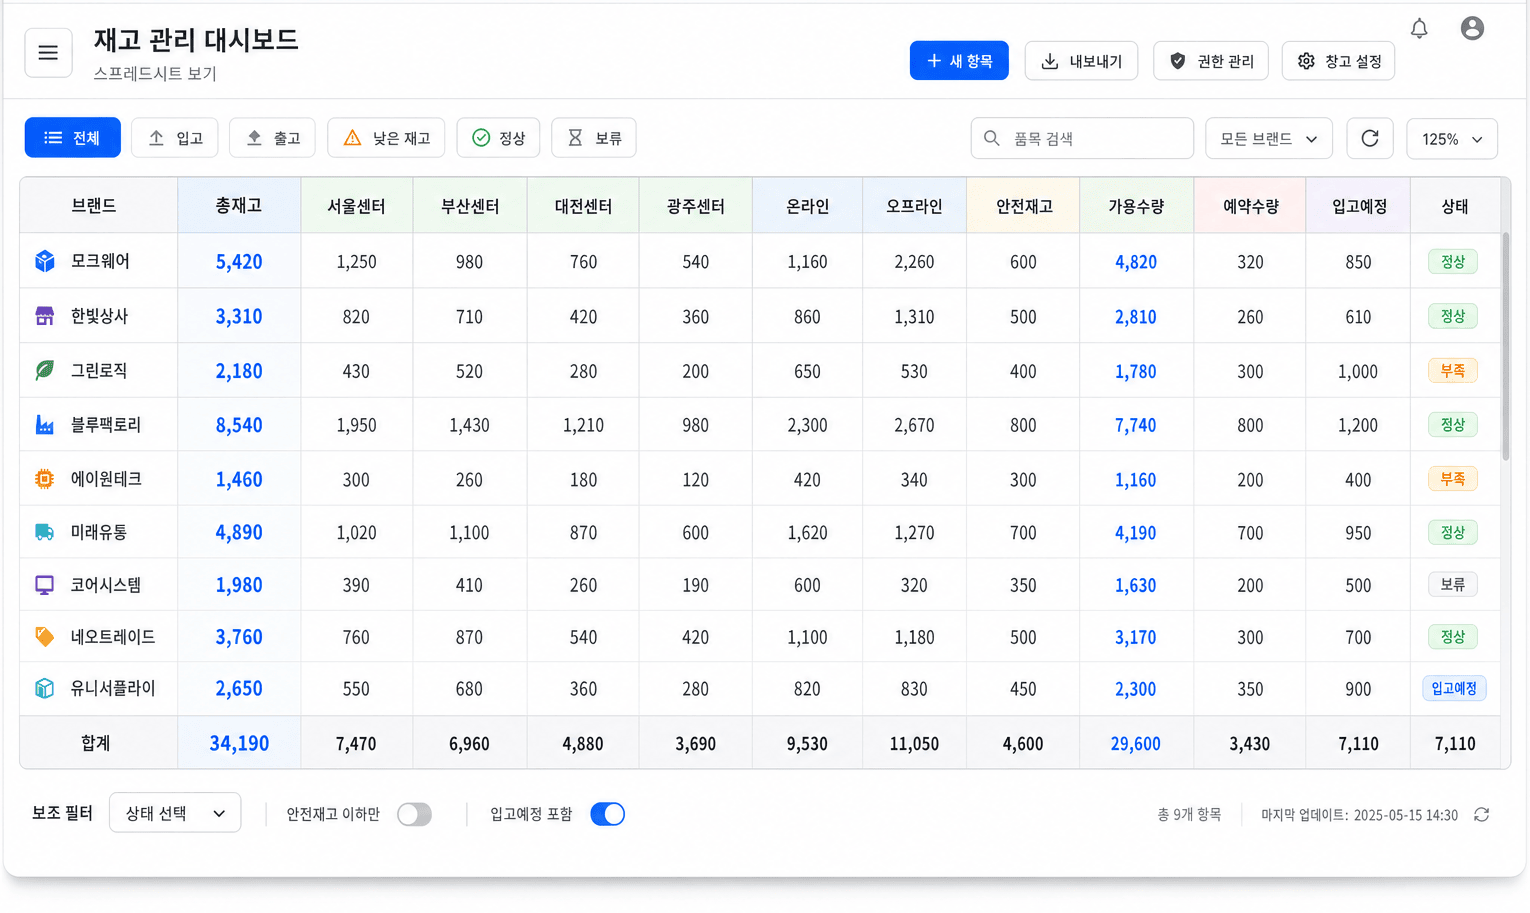 재고 관리 대시보드
스프레드시트 보기
새 항목 내보내기 권한 관리 창고 설정
전체 입고 출고 낮은 재고 정상 보류 품목 검색 모든 브랜드 125%
브랜드 총재고 서울센터 부산센터 대전센터 광주센터 온라인 오프라인 안전재고 가용수량 예약수량 입고예정 상태
모크웨어 5,420 1,250 980 760 540 1,160 2,260 600 4,820 320 850 정상
한빛상사 3,310 820 710 420 360 860 1,310 500 2,810 260 610 정상
그린로직 2,180 430 520 280 200 650 530 400 1,780 300 1,000 부족
블루팩토리 8,540 1,950 1,430 1,210 980 2,300 2,670 800 7,740 800 1,200 정상
에이원테크 1,460 300 260 180 120 420 340 300 1,160 200 400 부족
미래유통 4,890 1,020 1,100 870 600 1,620 1,270 700 4,190 700 950 정상
코어시스템 1,980 390 410 260 190 600 320 350 1,630 200 500 보류
네오트레이드 3,760 760 870 540 420 1,100 1,180 500 3,170 300 700 정상
유니서플라이 2,650 550 680 360 280 820 830 450 2,300 350 900 입고예정
합계 34,190 7,470 6,960 4,880 3,690 9,530 11,050 4,600 29,600 3,430 7,110 7,110
보조 필터 상태 선택 안전재고 이하만 입고예정 포함 총 9개 항목 마지막 업데이트: 2025-05-15 14:30